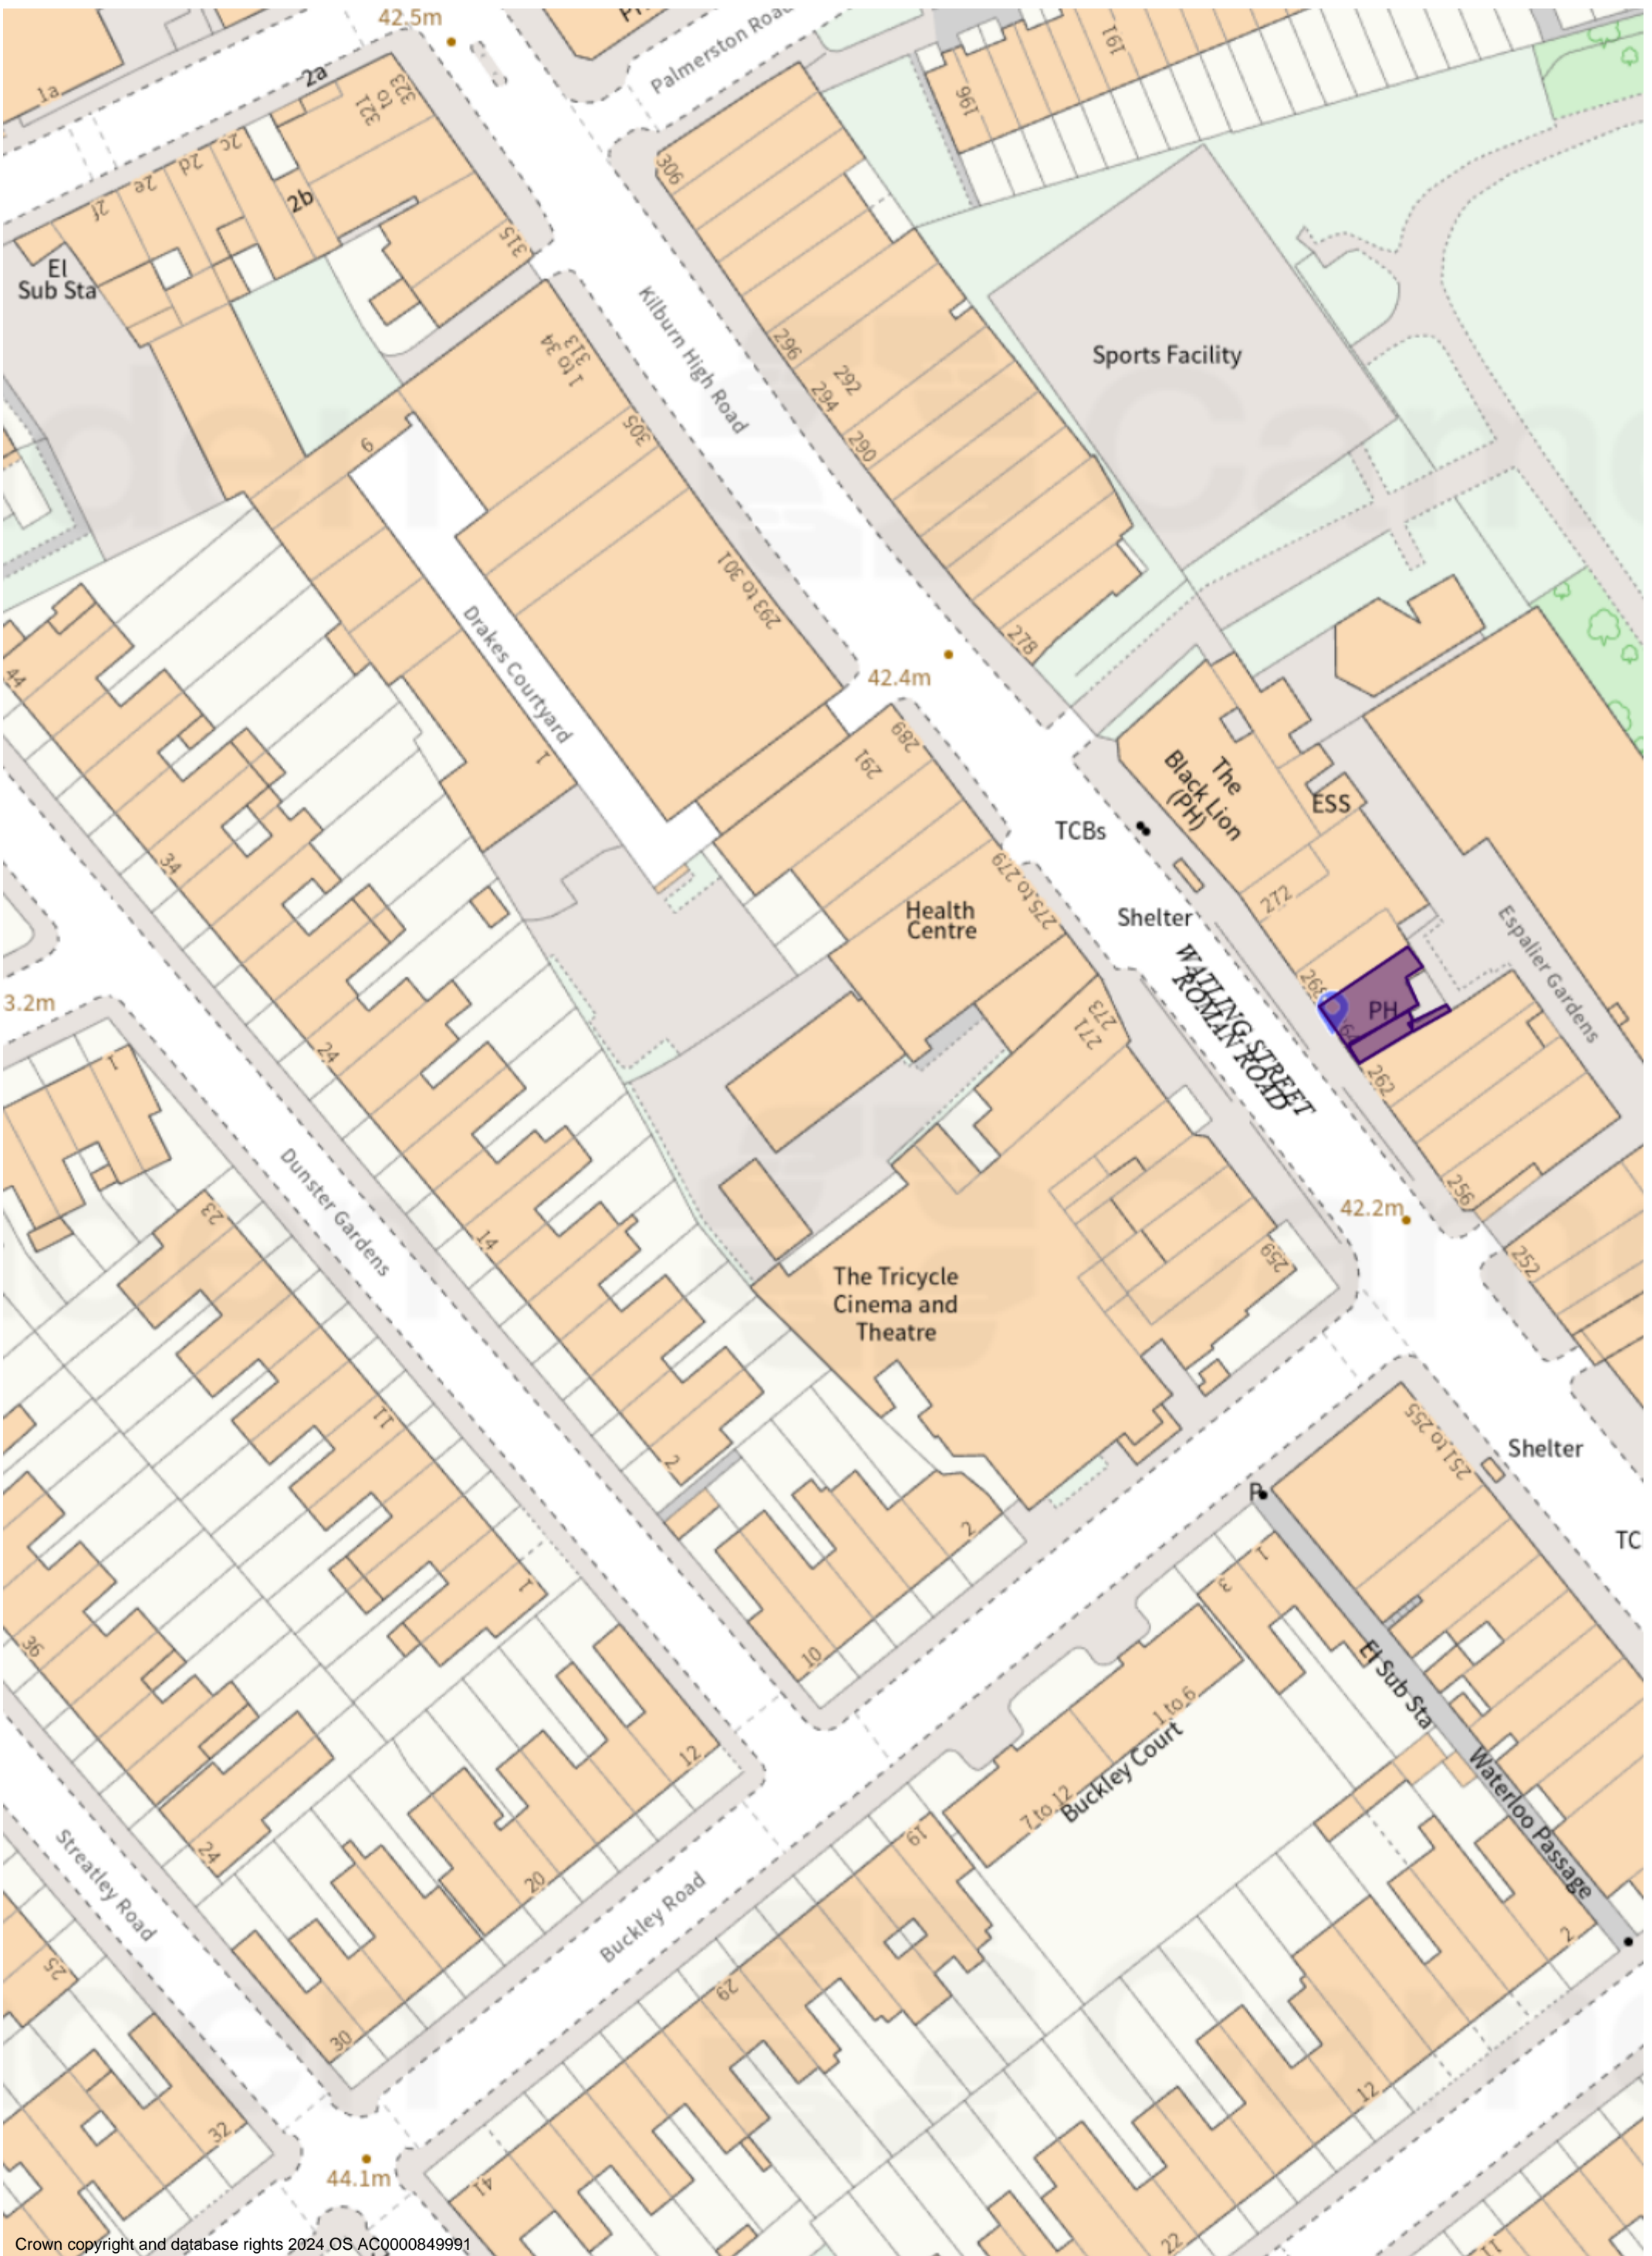 42.5m
Palmerston Road
191
196
1a
2a
321
to
323
2c
2d
2e
2f
2b
315
306
El
Sub Sta
Kilburn High Road
1 to 34
313
Sports Facility
296
292
294
290
305
6
293 to 301
Drakes Courtyard
278
42.4m
44
1
289
291
The
Black Lion
(PH)
ESS
TCBs
34
275 to 279
272
Health
Centre
Shelter
WATLING STREET
ROMAN ROAD
Espalier Gardens
268
PH
3.2m
273
271
24
262
1
Dunster Gardens
256
42.2m
23
14
259
252
The Tricycle
Cinema and
Theatre
11
2
251 to 255
Shelter
P
TC
2
1
3
1
36
10
El Sub Sta
1 to 6
Buckley Court
7 to 12
12
Waterloo Passage
24
19
20
Streatley Road
Buckley Road
2
25
29
30
12
32
44.1m
41
22
11
Crown copyright and database rights 2024 OS AC0000849991